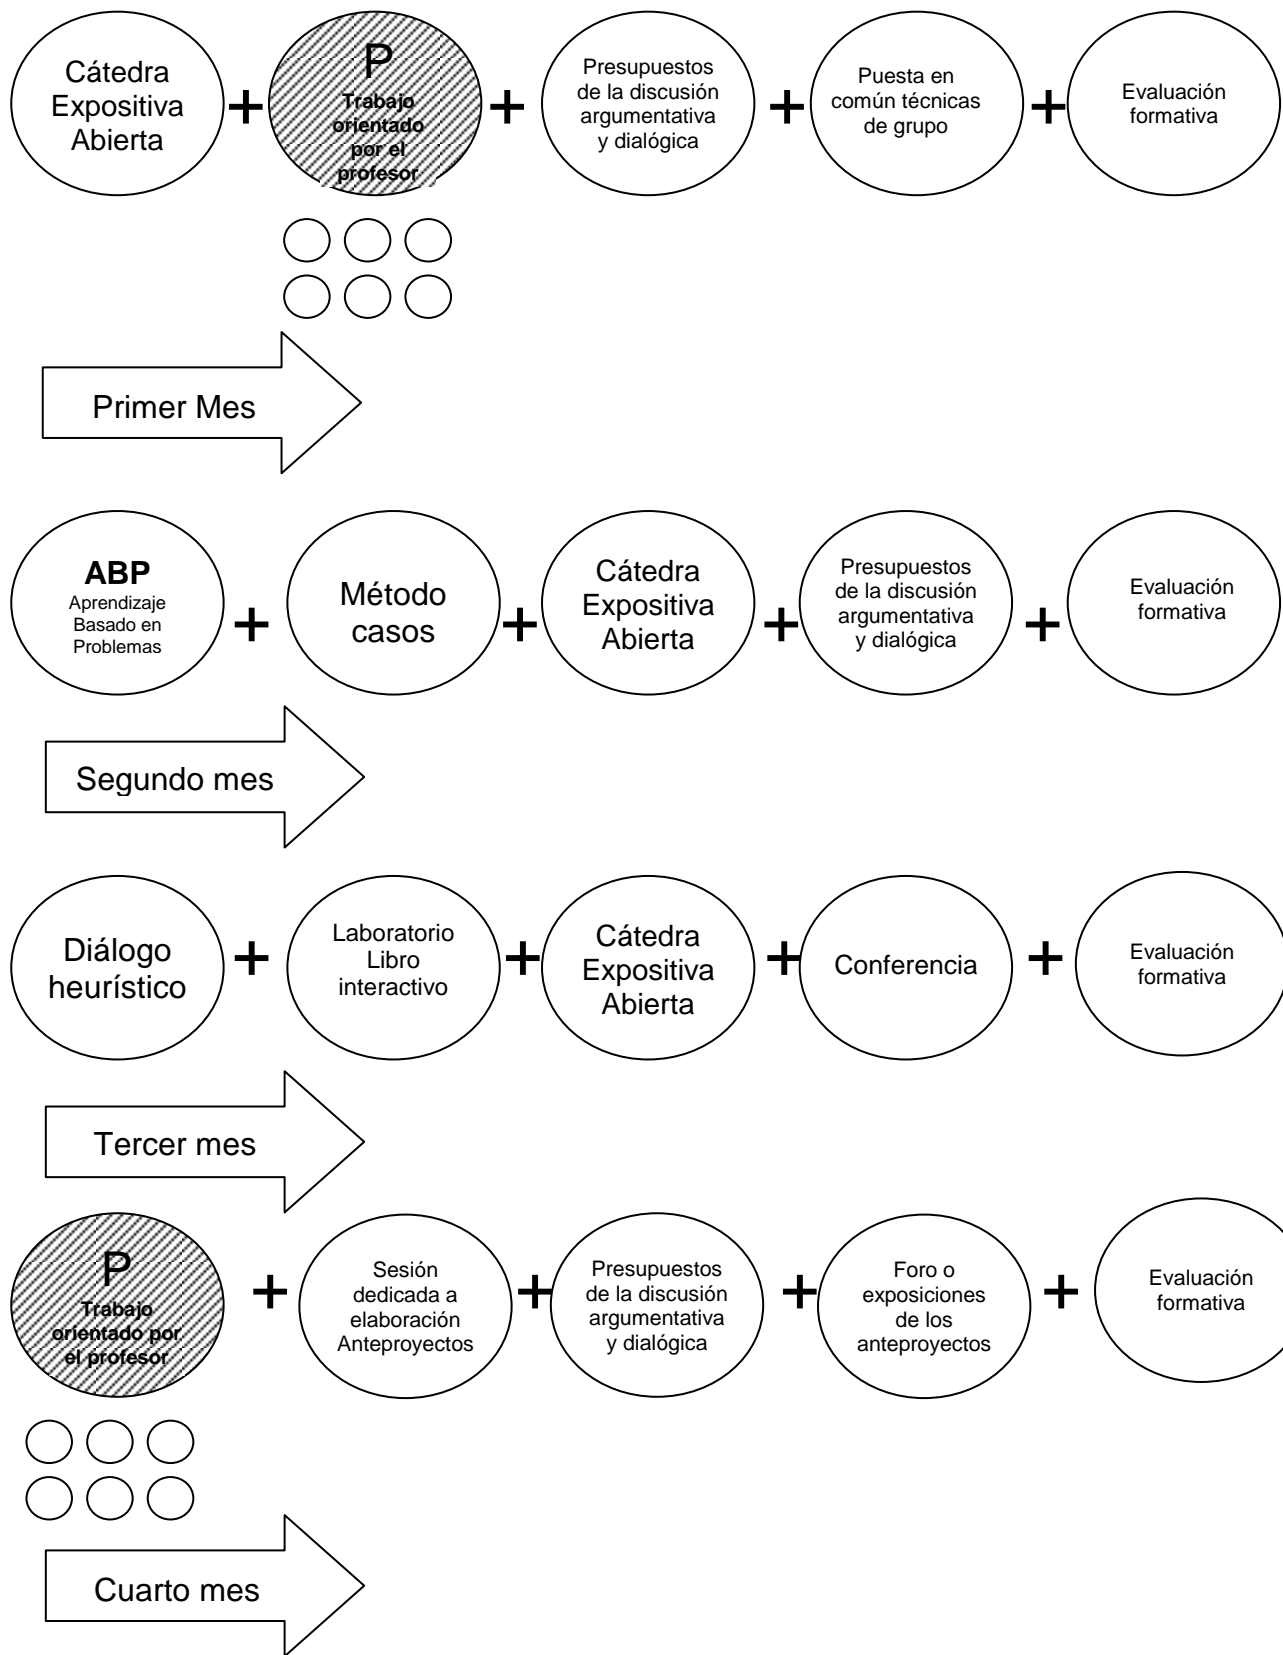 Cátedra
Expositiva
Abierta
+
P
Trabajo
orientado
por el
profesor
+
Presupuestos
de la discusión
argumentativa
y dialógica
+
Puesta en
común técnicas
de grupo
+
Evaluación
formativa
Primer Mes
ABP
Aprendizaje
Basado en
Problemas
+
Método
casos
+
Cátedra
Expositiva
Abierta
+
Presupuestos
de la discusión
argumentativa
y dialógica
+
Evaluación
formativa
Segundo mes
Diálogo
heurístico
+
Laboratorio
Libro
interactivo
+
Cátedra
Expositiva
Abierta
+
Conferencia
+
Evaluación
formativa
Tercer mes
P
Trabajo
orientado por
el profesor
+
Sesión
dedicada a
elaboración
Anteproyectos
+
Presupuestos
de la discusión
argumentativa
y dialógica
+
Foro o
exposiciones
de los
anteproyectos
+
Evaluación
formativa
Cuarto mes